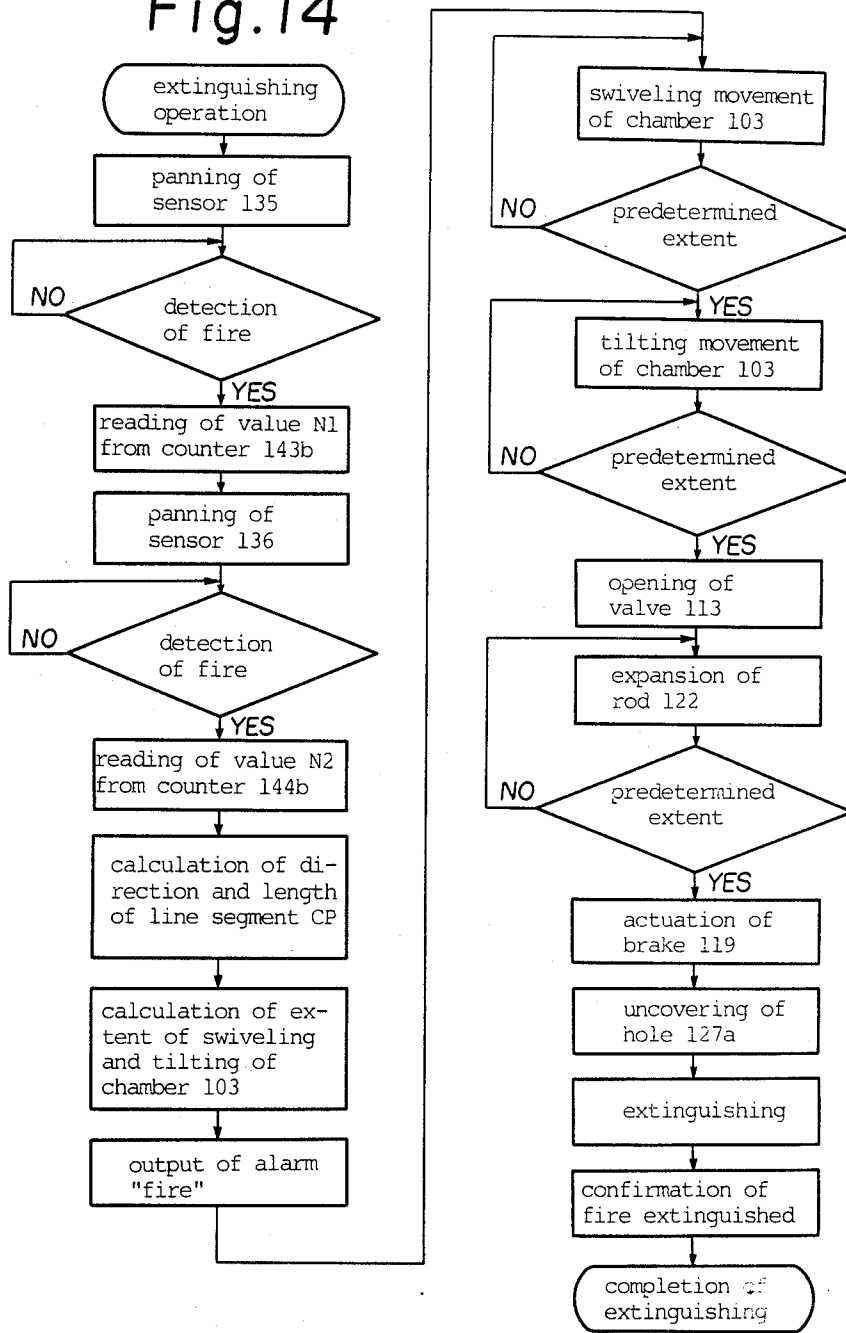 Fig.14
extinguishing
operation
panning of
sensor 135
NO
detection
of fire
YES
reading of value N1
from counter 143b
panning of
sensor 136
NO
detection
of fire
YES
reading of value N2
from counter 144b
calculation of di-
rection and length
of line segment CP
calculation of ex-
tent of swiveling
and tilting of
chamber 103
output of alarm
"fire"
swiveling movement
of chamber 103
NO
predetermined
extent
YES
tilting movement
of chamber 103
NO
predetermined
extent
YES
opening of
valve 113
expansion of
rod 122
NO
predetermined
extent
YES
actuation of
brake 119
uncovering of
hole 127a
extinguishing
confirmation of
fire extinguished
completion of
extinguishing